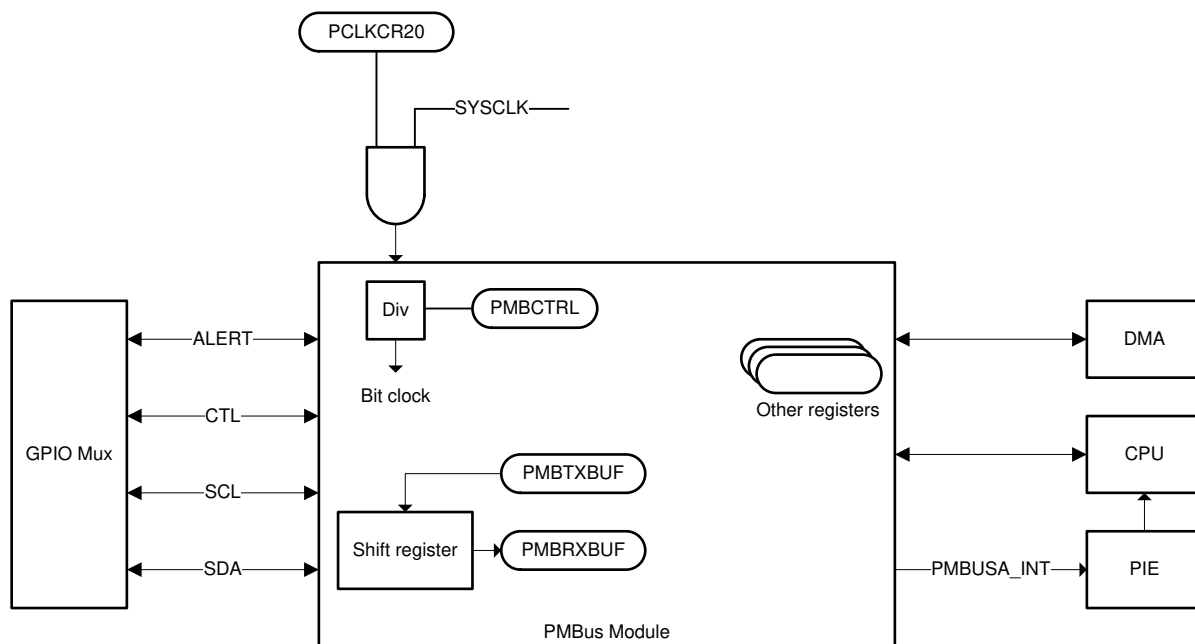 PCLKCR20
SYSCLK
Div
PMBCTRL
Bit clock
Other registers
GPIO Mux
ALERT
CTL
SCL
SDA
PMBTXBUF
Shift register
PMBRXBUF
PMBus Module
DMA
CPU
PMBUSA_INT
PIE